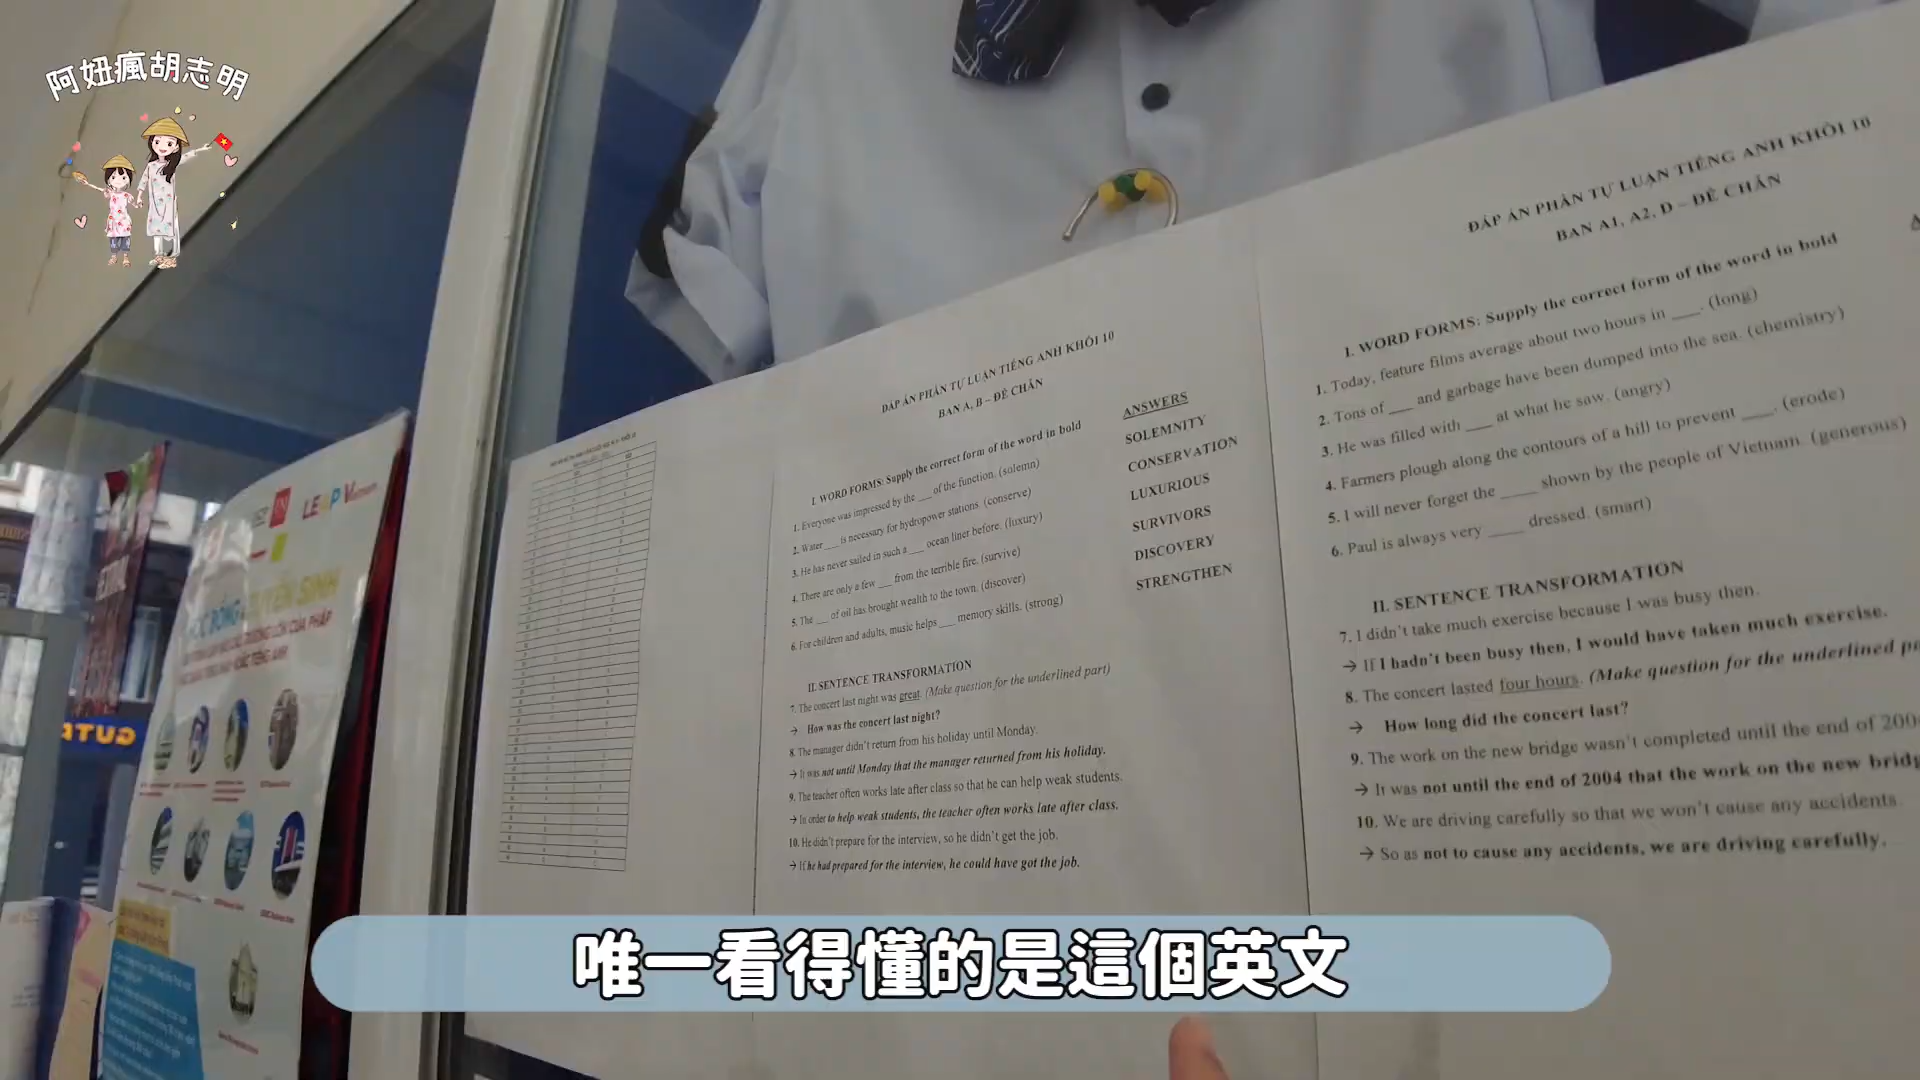 阿妞瘋胡志明
LEAP Vietnam
HỌC BỔNG
TUYỂN SINH
ĐÁP ÁN PHẦN TỰ LUẬN TIẾNG ANH KHỐI 10
BAN A, B – ĐỀ CHẴN
I. WORD FORMS: Supply the correct form of the word in bold
1. Everyone was impressed by the ___ of the function. (solemn)
2. Water ___ is necessary for hydropower stations. (conserve)
3. He has never sailed in such a ___ ocean liner before. (luxury)
4. There are only a few ___ from the terrible fire. (survive)
5. The ___ of oil has brought wealth to the town. (discover)
6. For children and adults, music helps ___ memory skills. (strong)
ANSWERS
SOLEMNITY
CONSERVATION
LUXURIOUS
SURVIVORS
DISCOVERY
STRENGTHEN
II. SENTENCE TRANSFORMATION
7. The concert last night was great. (Make question for the underlined part)
→ How was the concert last night?
8. The manager didn't return from his holiday until Monday.
→ It was not until Monday that the manager returned from his holiday.
9. The teacher often works late after class so that he can help weak students.
→ In order to help weak students, the teacher often works late after class.
10. He didn't prepare for the interview, so he didn't get the job.
→ If he had prepared for the interview, he could have got the job.
ĐÁP ÁN PHẦN TỰ LUẬN TIẾNG ANH KHỐI 10
BAN A1, A2, D – ĐỀ CHẴN
I. WORD FORMS: Supply the correct form of the word in bold
1. Today, feature films average about two hours in ___. (long)
2. Tons of ___ and garbage have been dumped into the sea. (chemistry)
3. He was filled with ___ at what he saw. (angry)
4. Farmers plough along the contours of a hill to prevent ___. (erode)
5. I will never forget the ___ shown by the people of Vietnam. (generous)
6. Paul is always very ___ dressed. (smart)
II. SENTENCE TRANSFORMATION
7. I didn't take much exercise because I was busy then.
→ If I hadn't been busy then, I would have taken much exercise.
8. The concert lasted four hours. (Make question for the underlined
→ How long did the concert last?
9. The work on the new bridge wasn't completed until the end of
→ It was not until the end of 2004 that the work on the new
10. We are driving carefully so that we won't cause any accidents.
→ So as not to cause any accidents, we are driving carefully.
唯一看得懂的是這個英文